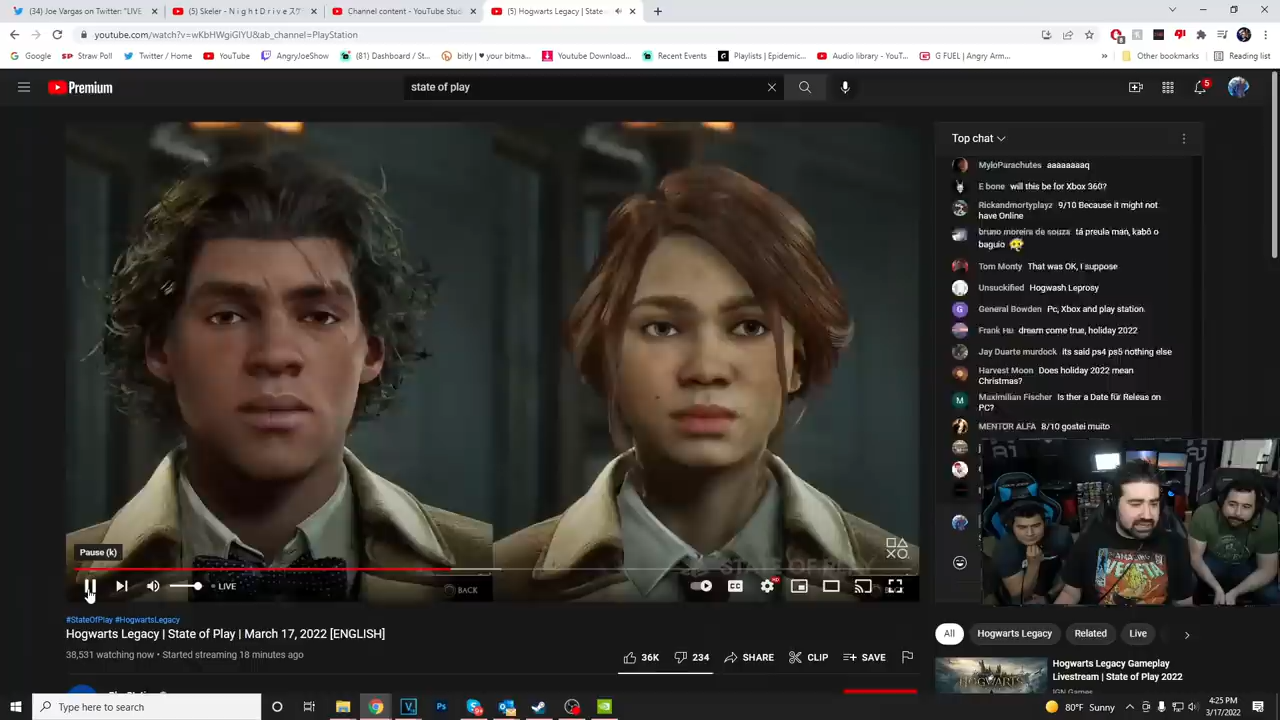 (34) Joe Vargas on Twitter: "LIVE
(5) Skeler - N i g h t D r i v e
Channel content - YouTube Stud
(5) Hogwarts Legacy | State
youtube.com/watch?v=wKbHWgiGlYU&ab_channel=PlayStation
Google
Straw Poll
Twitter / Home
YouTube
AngryJoeShow
(81) Dashboard / St...
bitly | ♥ your bitma...
Youtube Download...
Recent Events
Playlists | Epidemic...
Audio library - YouT...
G FUEL | Angry Arm...
»
Other bookmarks
Reading list
Premium
state of play
5
Top chat
MyloParachutes aaaaaaaaq
E bone will this be for Xbox 360?
Rickandmortyplayz 9/10 Because it might not
have Online
bruno moreira de souza tá preula man, kabô o
baguio
Tom Monty That was OK, I suppose
Unsuckified Hogwash Leprosy
General Bowden Pc, Xbox and play station.
Frank Hu dream come true, holiday 2022
Jay Duarte murdock its said ps4 ps5 nothing else
Harvest Moon Does holiday 2022 mean
Christmas?
Maximilian Fischer Is ther a Date für Releas on
PC?
MENTOR ALFA 8/10 gostei muito
Pause (k)
STATE OF PLAY
LIVE
BACK
CC
HD
#StateOfPlay #HogwartsLegacy
Hogwarts Legacy | State of Play | March 17, 2022 [ENGLISH]
38,531 watching now • Started streaming 18 minutes ago
36K
234
SHARE
CLIP
SAVE
All
Hogwarts Legacy
Related
Live
HOGWARTS
Hogwarts Legacy Gameplay
Livestream | State of Play 2022
IGN Games
Type here to search
80°F Sunny
4:25 PM
3/17/2022